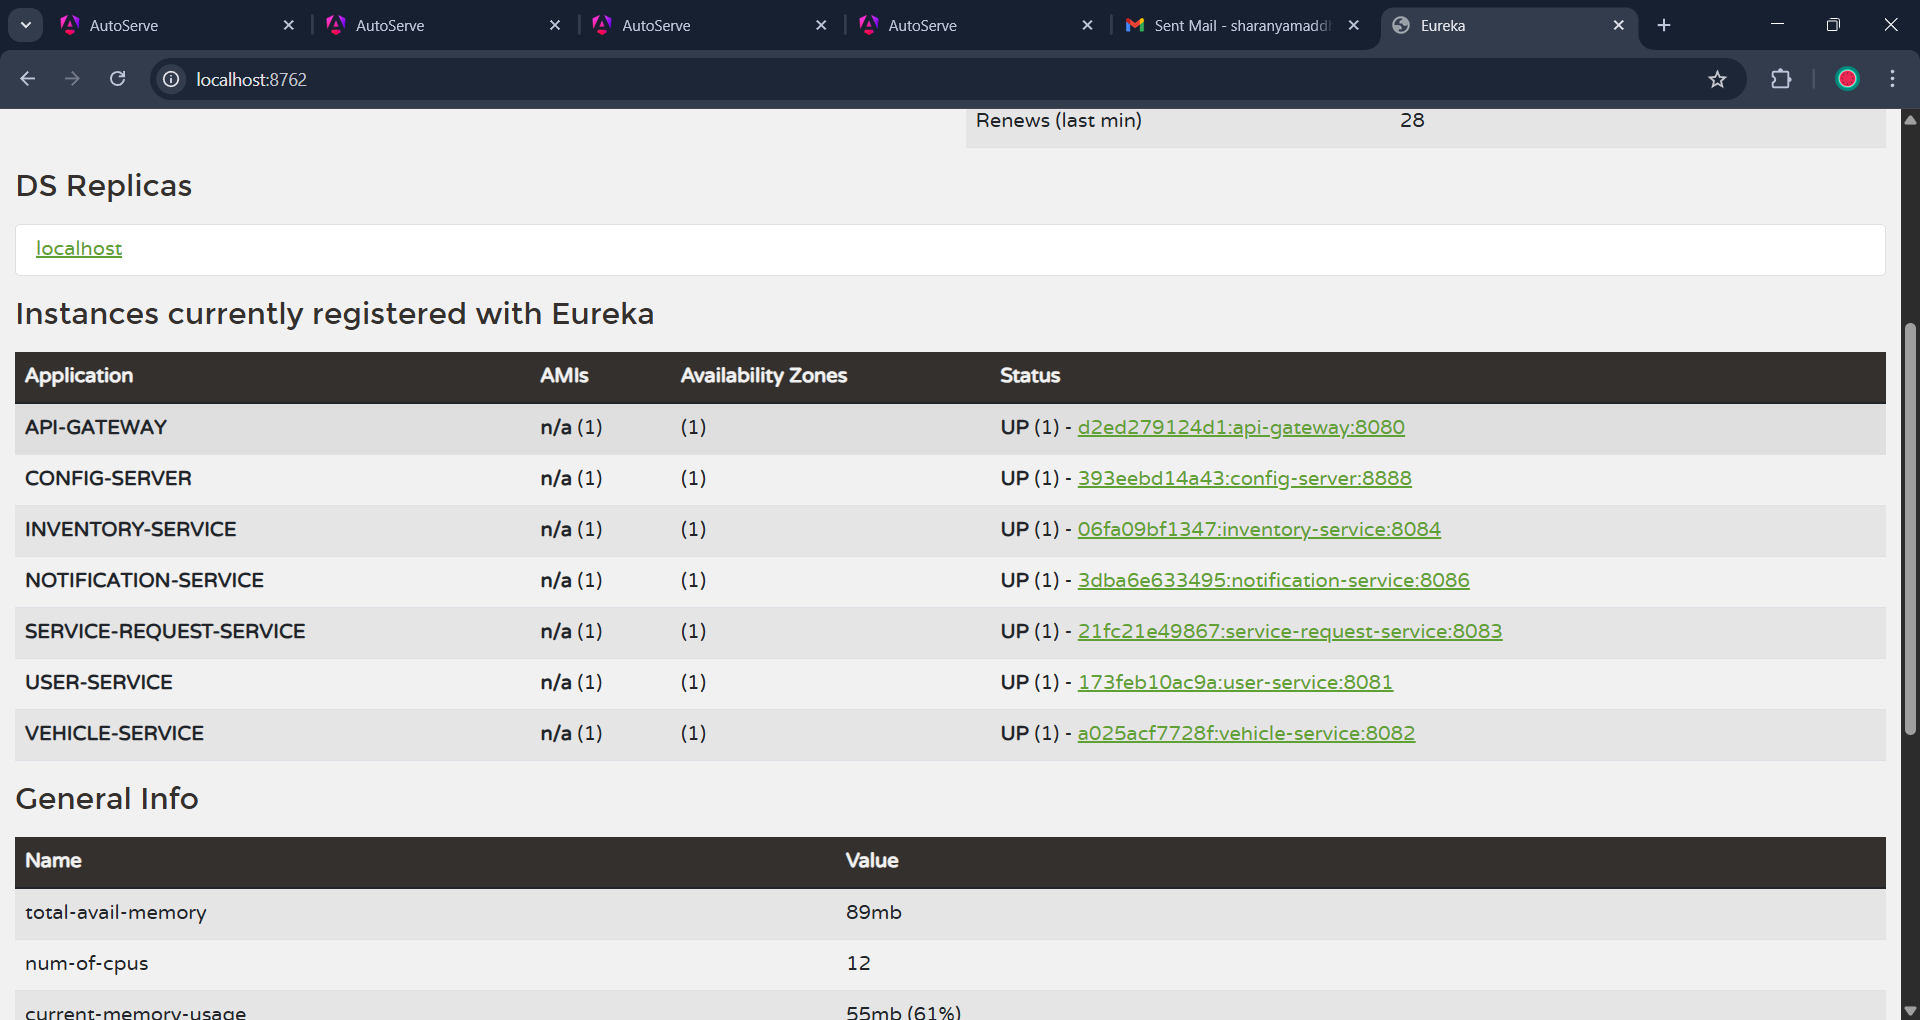 AutoServe
AutoServe
AutoServe
AutoServe
Sent Mail - sharanyamadd
Eureka
localhost:8762
Renews (last min) 28
DS Replicas
localhost
Instances currently registered with Eureka
Application AMIs Availability Zones Status
API-GATEWAY n/a (1) (1) UP (1) - d2ed279124d1:api-gateway:8080
CONFIG-SERVER n/a (1) (1) UP (1) - 393eebd14a43:config-server:8888
INVENTORY-SERVICE n/a (1) (1) UP (1) - 06fa09bf1347:inventory-service:8084
NOTIFICATION-SERVICE n/a (1) (1) UP (1) - 3dba6e633495:notification-service:8086
SERVICE-REQUEST-SERVICE n/a (1) (1) UP (1) - 21fc21e49867:service-request-service:8083
USER-SERVICE n/a (1) (1) UP (1) - 173feb10ac9a:user-service:8081
VEHICLE-SERVICE n/a (1) (1) UP (1) - a025acf7728f:vehicle-service:8082
General Info
Name Value
total-avail-memory 89mb
num-of-cpus 12
current-memory-usage 55mb (61%)